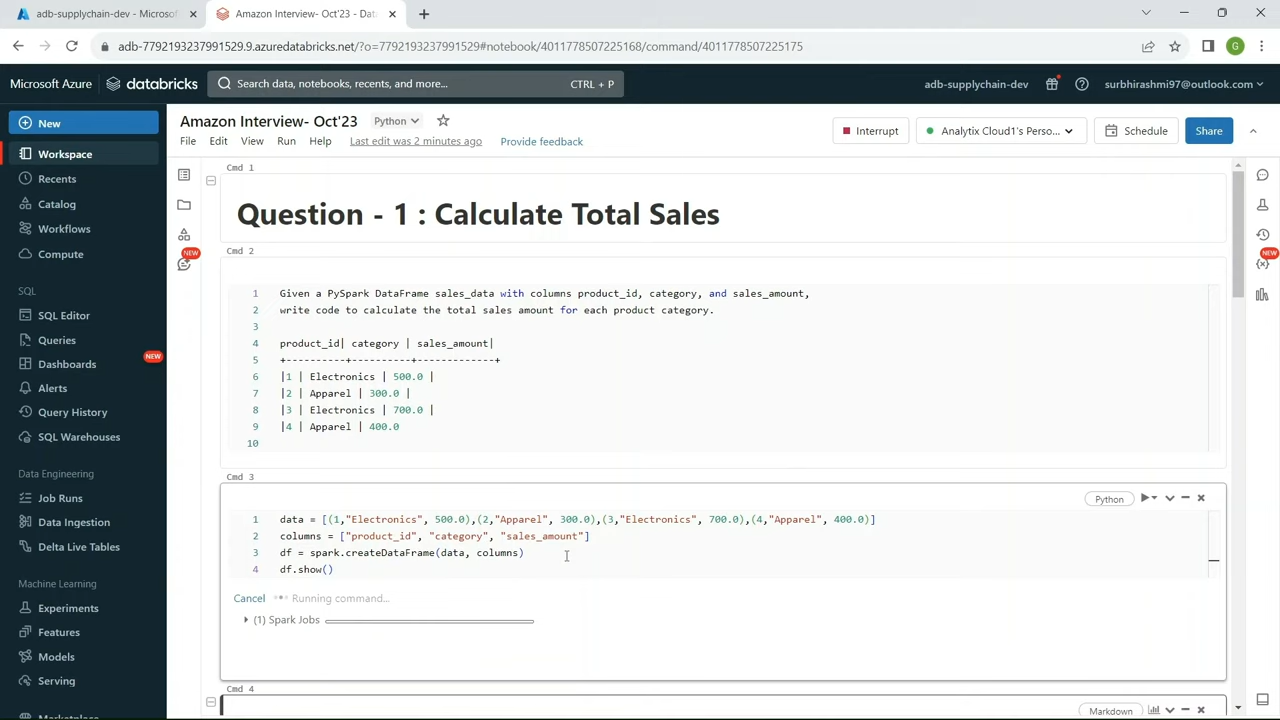 adb-supplychain-dev - Microsof
Amazon Interview- Oct'23 - Dat
adb-7792193237991529.9.azuredatabricks.net/?o=7792193237991529#notebook/4011778507225168/command/4011778507225175
G
Microsoft Azure
databricks
Search data, notebooks, recents, and more...
CTRL + P
adb-supplychain-dev
surbhirashmi97@outlook.com
New
Workspace
Recents
Catalog
Workflows
Compute
SQL
SQL Editor
Queries
Dashboards
NEW
Alerts
Query History
SQL Warehouses
Data Engineering
Job Runs
Data Ingestion
Delta Live Tables
Machine Learning
Experiments
Features
Models
Serving
Amazon Interview- Oct'23
Python
File Edit View Run Help
Last edit was 2 minutes ago
Provide feedback
Interrupt
Analytix Cloud1's Perso...
Schedule
Share
NEW
NEW
Cmd 1
Question - 1 : Calculate Total Sales
Cmd 2
1 Given a PySpark DataFrame sales_data with columns product_id, category, and sales_amount,
2 write code to calculate the total sales amount for each product category.
3
4 product_id| category | sales_amount|
5 +----------+----------+-------------+
6 |1 | Electronics | 500.0 |
7 |2 | Apparel | 300.0 |
8 |3 | Electronics | 700.0 |
9 |4 | Apparel | 400.0
10
Cmd 3
Python
1 data = [(1,"Electronics", 500.0),(2,"Apparel", 300.0),(3,"Electronics", 700.0),(4,"Apparel", 400.0)]
2 columns = ["product_id", "category", "sales_amount"]
3 df = spark.createDataFrame(data, columns)
4 df.show()
Cancel Running command...
(1) Spark Jobs
Cmd 4
Markdown